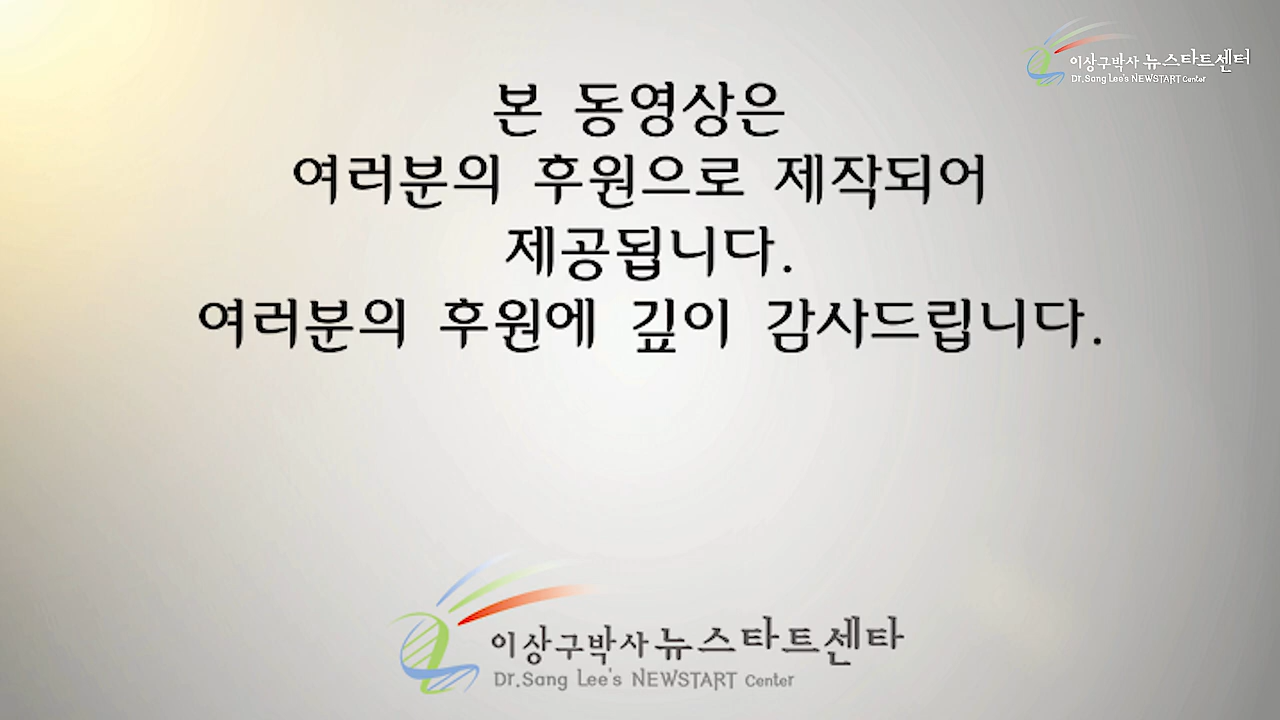 이상구박사 뉴스타트센터
Dr.Sang Lee's NEWSTART Center
본 동영상은
여러분의 후원으로 제작되어
제공됩니다.
여러분의 후원에 깊이 감사드립니다.
이상구박사 뉴스타트센타
Dr.Sang Lee's NEWSTART Center